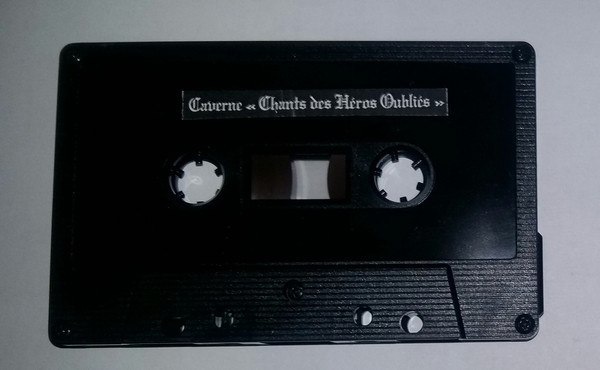 Caverne « Chants des Héros Oubliés »